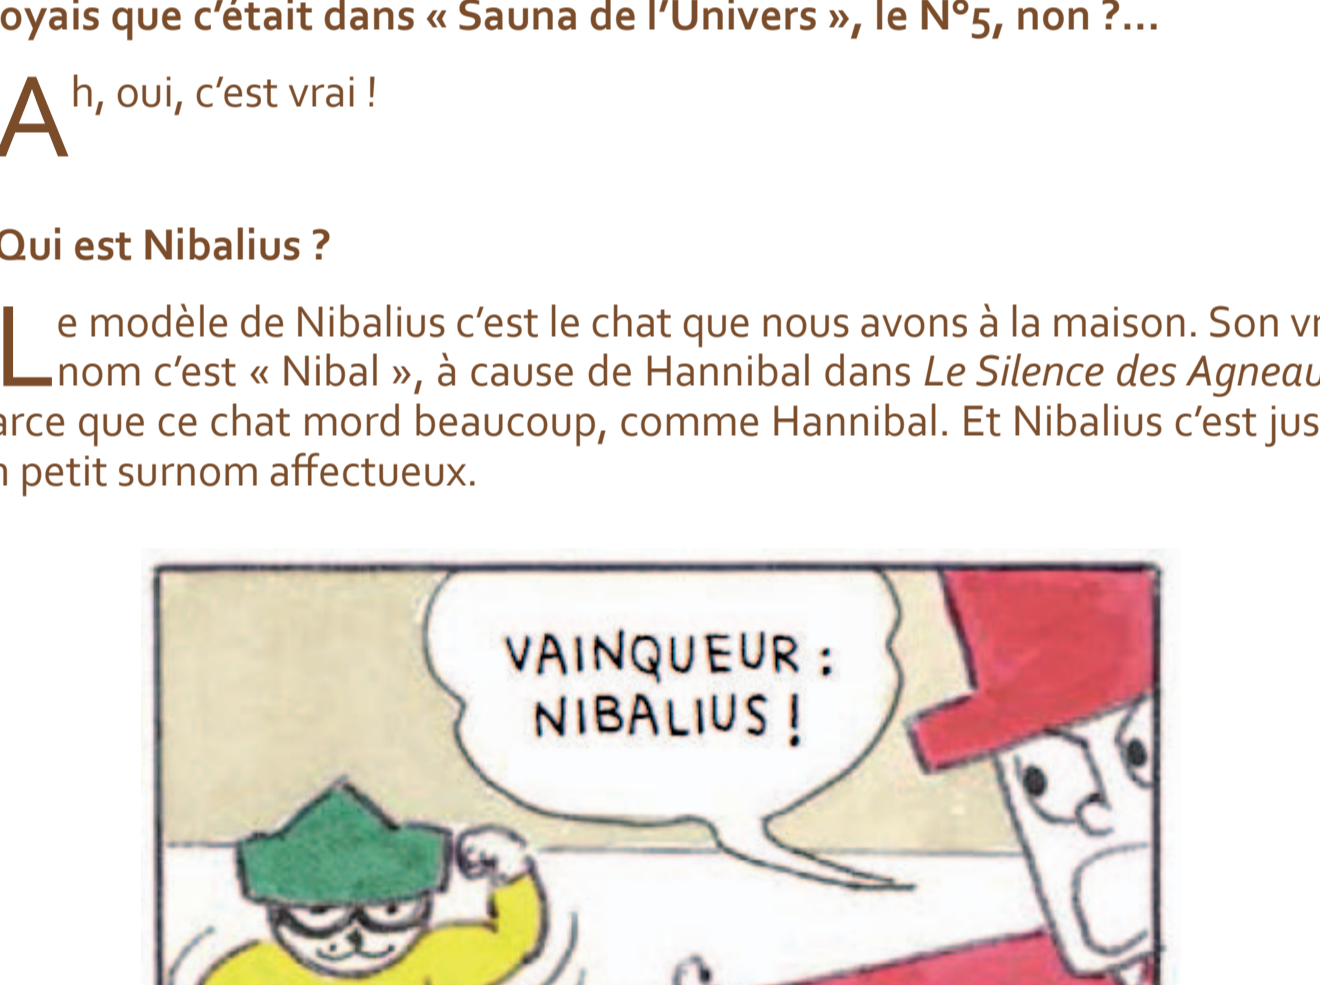 oyais que c’était dans « Sauna de l’Univers », le N°5, non ?...
Ah, oui, c’est vrai !
Qui est Nibalius ?
Le modèle de Nibalius c’est le chat que nous avons à la maison. Son vr
nom c’est « Nibal », à cause de Hannibal dans Le Silence des Agneau
arce que ce chat mord beaucoup, comme Hannibal. Et Nibalius c’est jus
n petit surnom affectueux.
VAINQUEUR :
NIBALIUS !